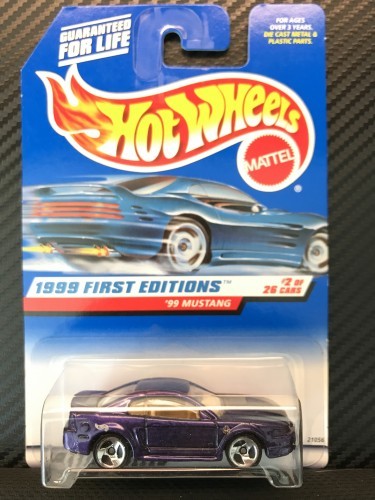 GUARANTEED
FOR LIFE
FOR AGES
OVER 3 YEARS.
DIE CAST METAL &
PLASTIC PARTS.
HOT WHEELS
MATTEL
®
1999 FIRST EDITIONS™
#2 OF
26 CARS
'99 MUSTANG
21056